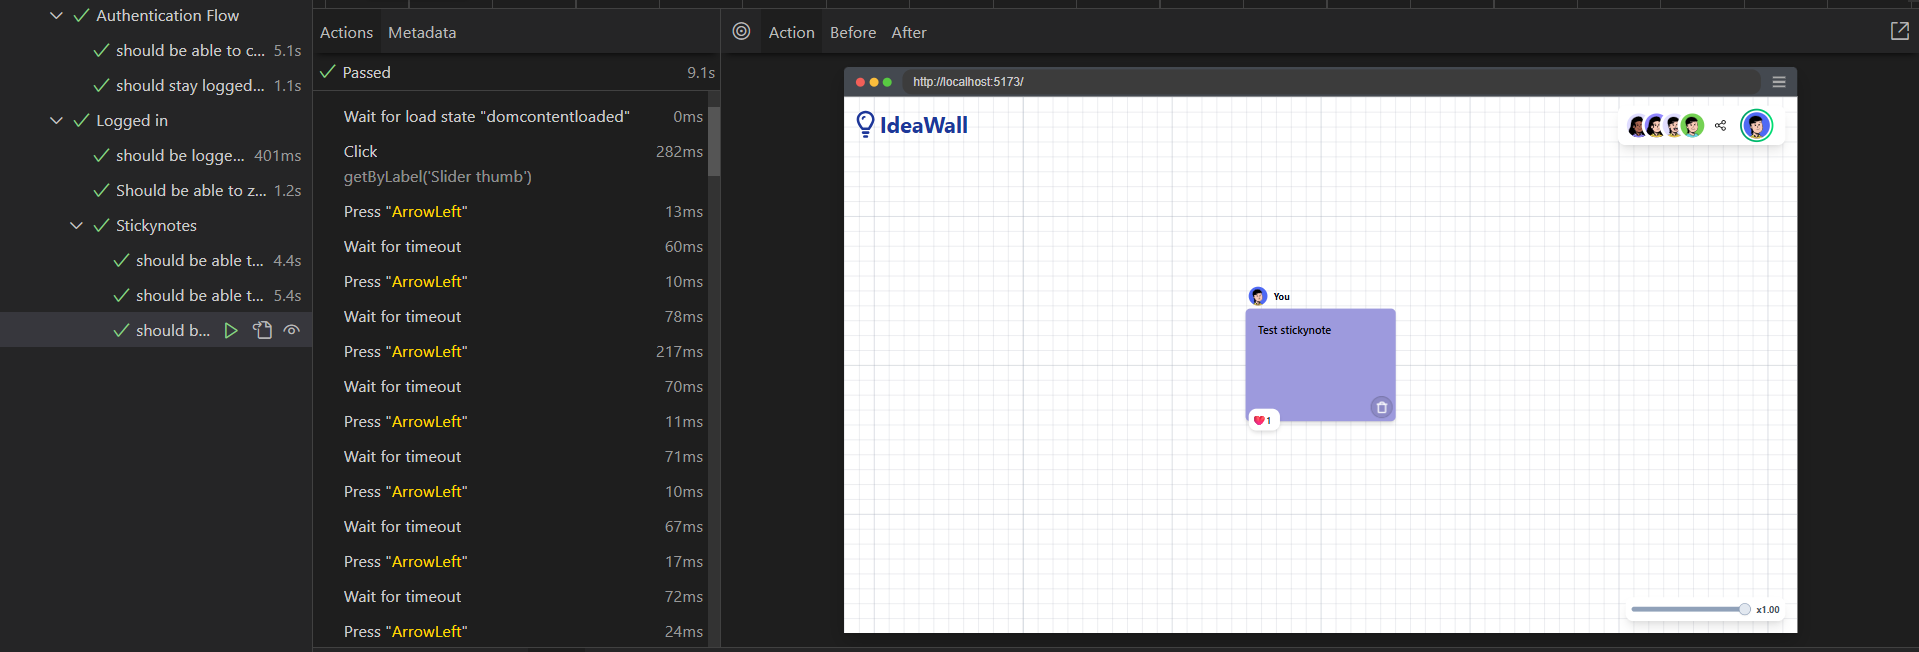 Authentication Flow
should be able to c... 5.1s
should stay logged... 1.1s
Logged in
should be logge... 401ms
Should be able to z... 1.2s
Stickynotes
should be able t... 4.4s
should be able t... 5.4s
should b...
Actions Metadata
Passed 9.1s
Wait for load state "domcontentloaded" 0ms
Click 282ms
getByLabel('Slider thumb')
Press "ArrowLeft" 13ms
Wait for timeout 60ms
Press "ArrowLeft" 10ms
Wait for timeout 78ms
Press "ArrowLeft" 217ms
Wait for timeout 70ms
Press "ArrowLeft" 11ms
Wait for timeout 71ms
Press "ArrowLeft" 10ms
Wait for timeout 67ms
Press "ArrowLeft" 17ms
Wait for timeout 72ms
Press "ArrowLeft" 24ms
Action Before After
http://localhost:5173/
IdeaWall
You
Test stickynote
1
x1.00